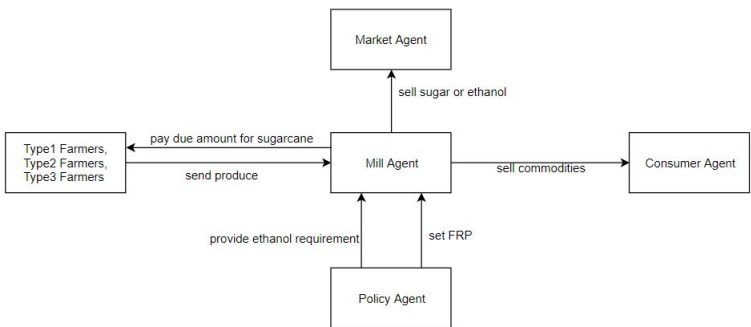 Market Agent
sell sugar or ethanol
pay due amount for sugarcane
Type1 Farmers,
Type2 Farmers,
Type3 Farmers
send produce
Mill Agent
sell commodities
Consumer Agent
provide ethanol requirement
set FRP
Policy Agent